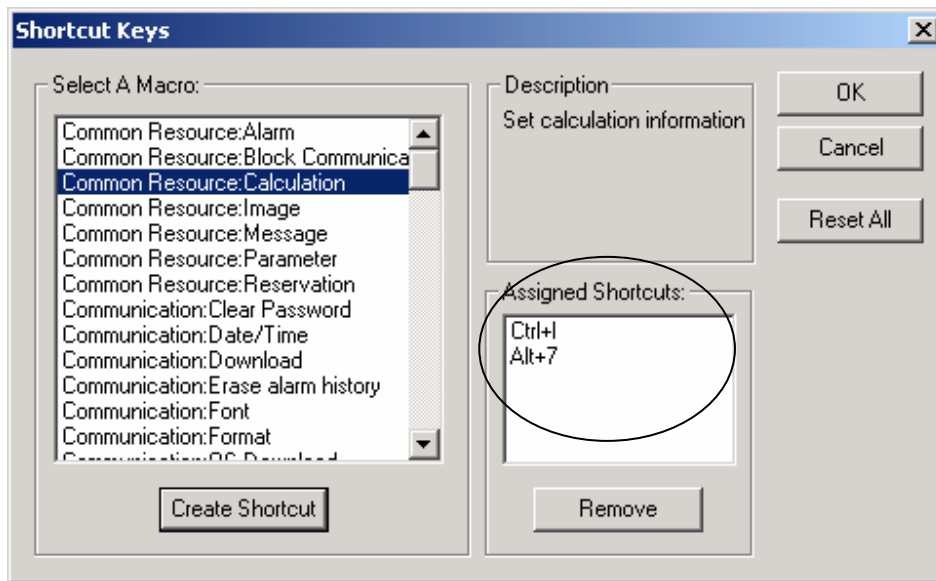 Shortcut Keys
Select A Macro:
Common Resource:Alarm
Common Resource:Block Communica
Common Resource:Calculation
Common Resource:Image
Common Resource:Message
Common Resource:Parameter
Common Resource:Reservation
Communication:Clear Password
Communication:Date/Time
Communication:Download
Communication:Erase alarm history
Communication:Font
Communication:Format
Communication:OS Download
Create Shortcut
Description
Set calculation information
Assigned Shortcuts:
Ctrl+I
Alt+7
Remove
OK
Cancel
Reset All